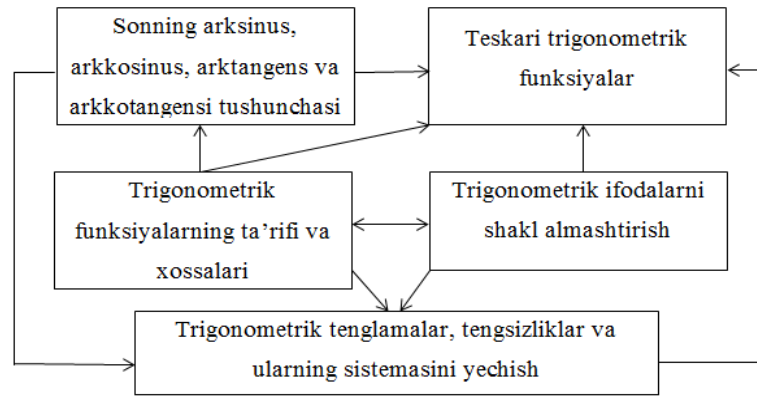 Sonning arksinus,
arkkosinus, arktangens va
arkkotangensi tushunchasi
Teskari trigonometrik
funksiyalar
Trigonometrik
funksiyalarning ta’rifi va
xossalari
Trigonometrik ifodalarni
shakl almashtirish
Trigonometrik tenglamalar, tengsizliklar va
ularning sistemasini yechish